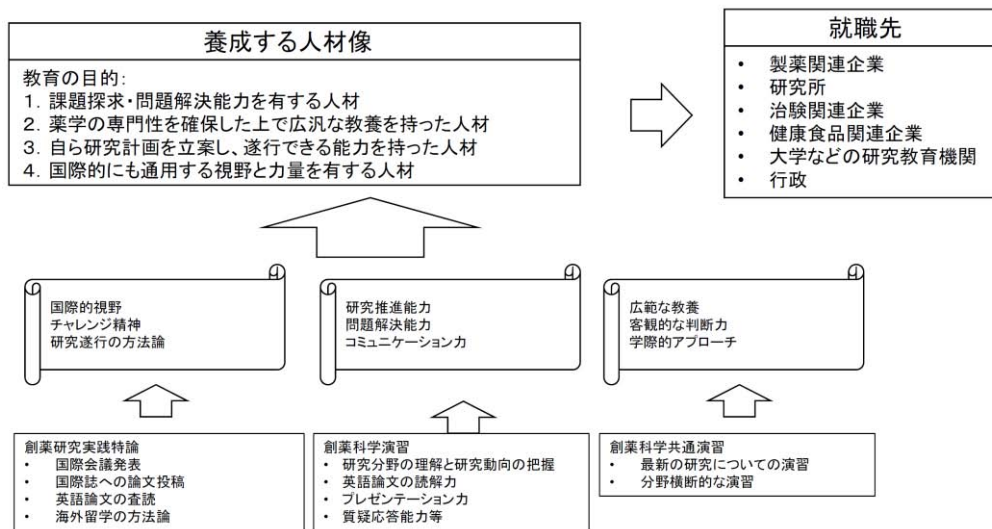 養成する人材像
教育の目的:
1．課題探求・問題解決能力を有する人材
2．薬学の専門性を確保した上で広汎な教養を持った人材
3．自ら研究計画を立案し、遂行できる能力を持った人材
4．国際的にも通用する視野と力量を有する人材
就職先
• 製薬関連企業
• 研究所
• 治験関連企業
• 健康食品関連企業
• 大学などの研究教育機関
• 行政
国際的視野
チャレンジ精神
研究遂行の方法論
研究推進能力
問題解決能力
コミュニケーション力
広範な教養
客観的な判断力
学際的アプローチ
創薬研究実践特論
• 国際会議発表
• 国際誌への論文投稿
• 英語論文の査読
• 海外留学の方法論
創薬科学演習
• 研究分野の理解と研究動向の把握
• 英語論文の読解力
• プレゼンテーション力
• 質疑応答能力等
創薬科学共通演習
• 最新の研究についての演習
• 分野横断的な演習